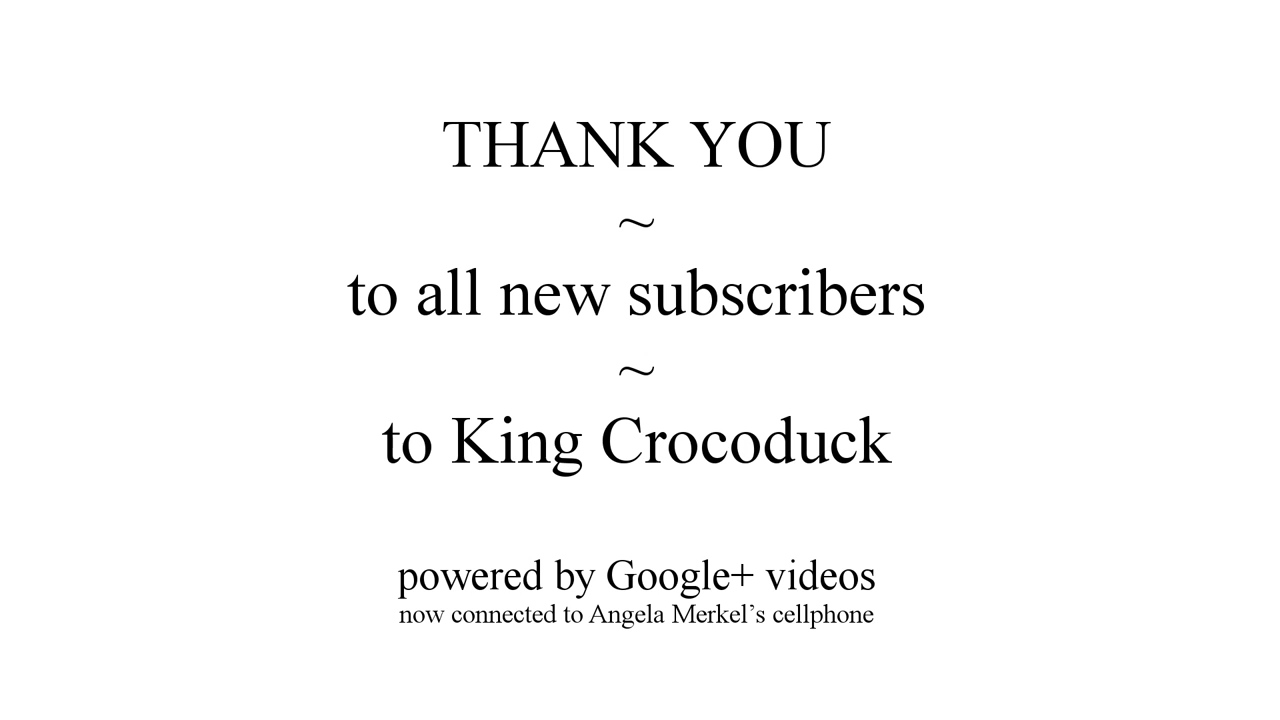 THANK YOU
~
to all new subscribers
~
to King Crocoduck
powered by Google+ videos
now connected to Angela Merkel’s cellphone